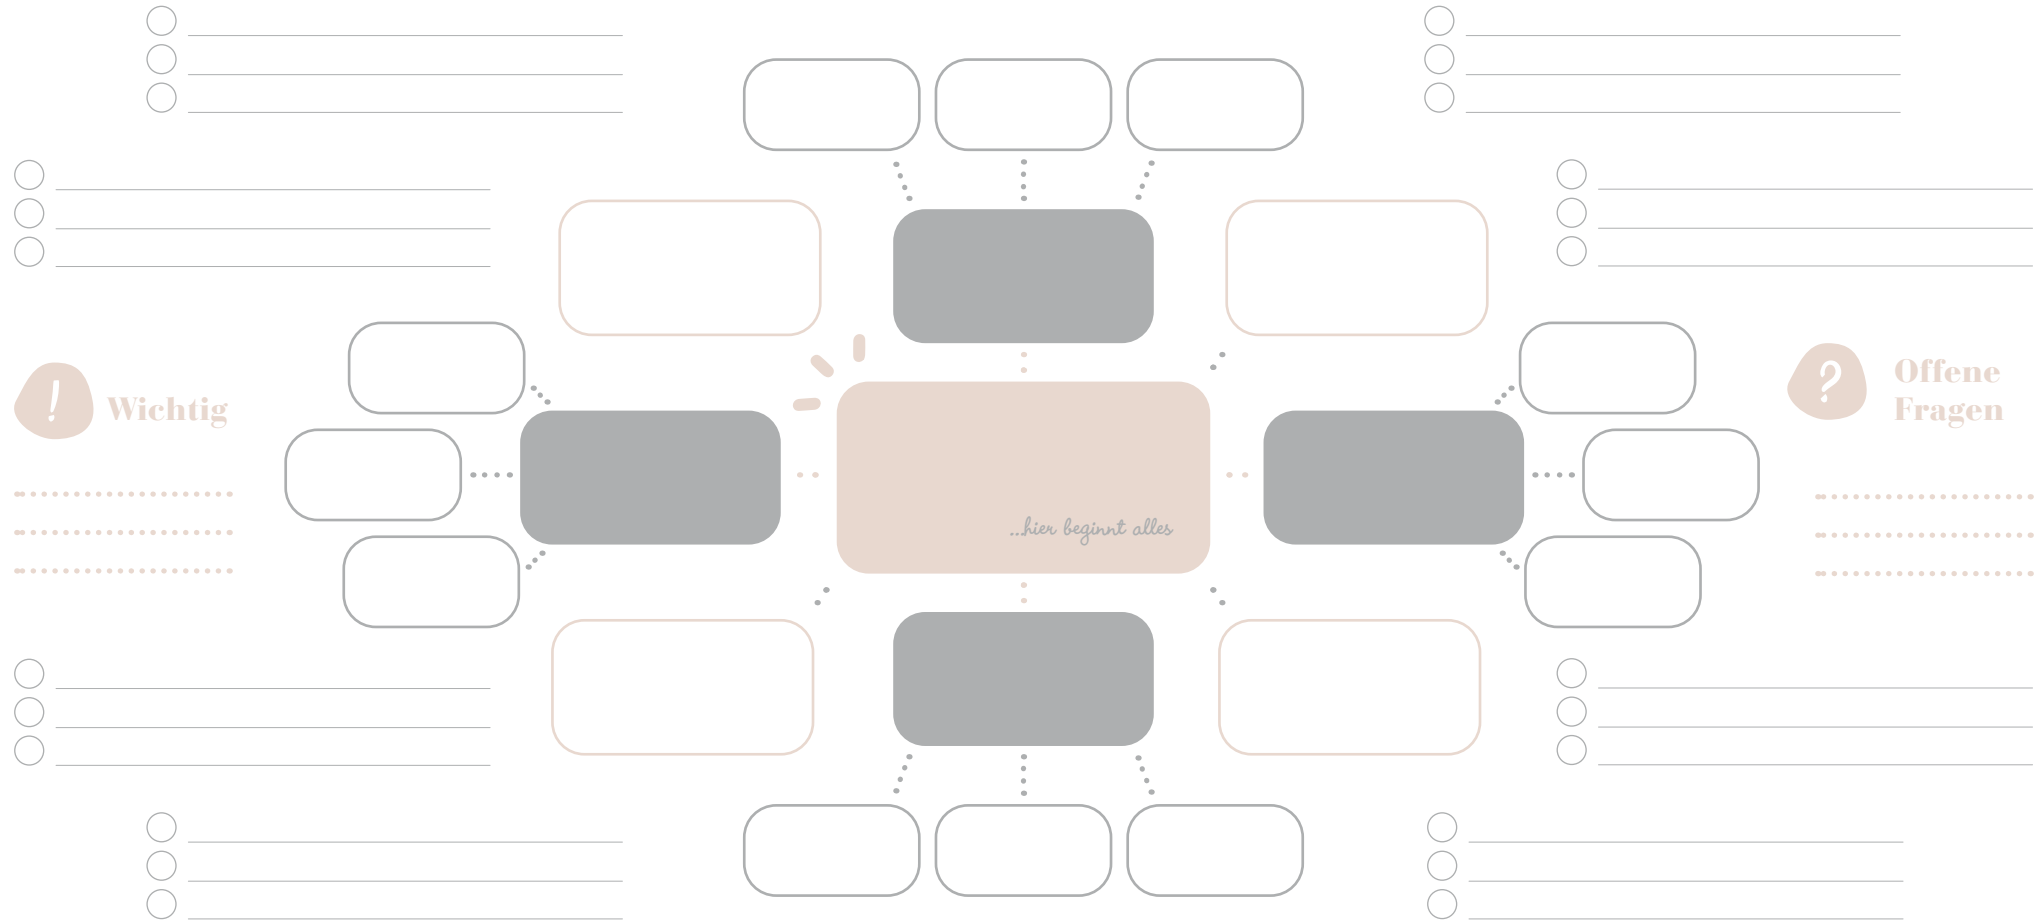 !
Wichtig
?
Offene
Fragen
...hier beginnt alles